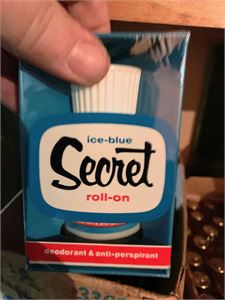 ice-blue
Secret
roll-on
deodorant & anti-perspirant